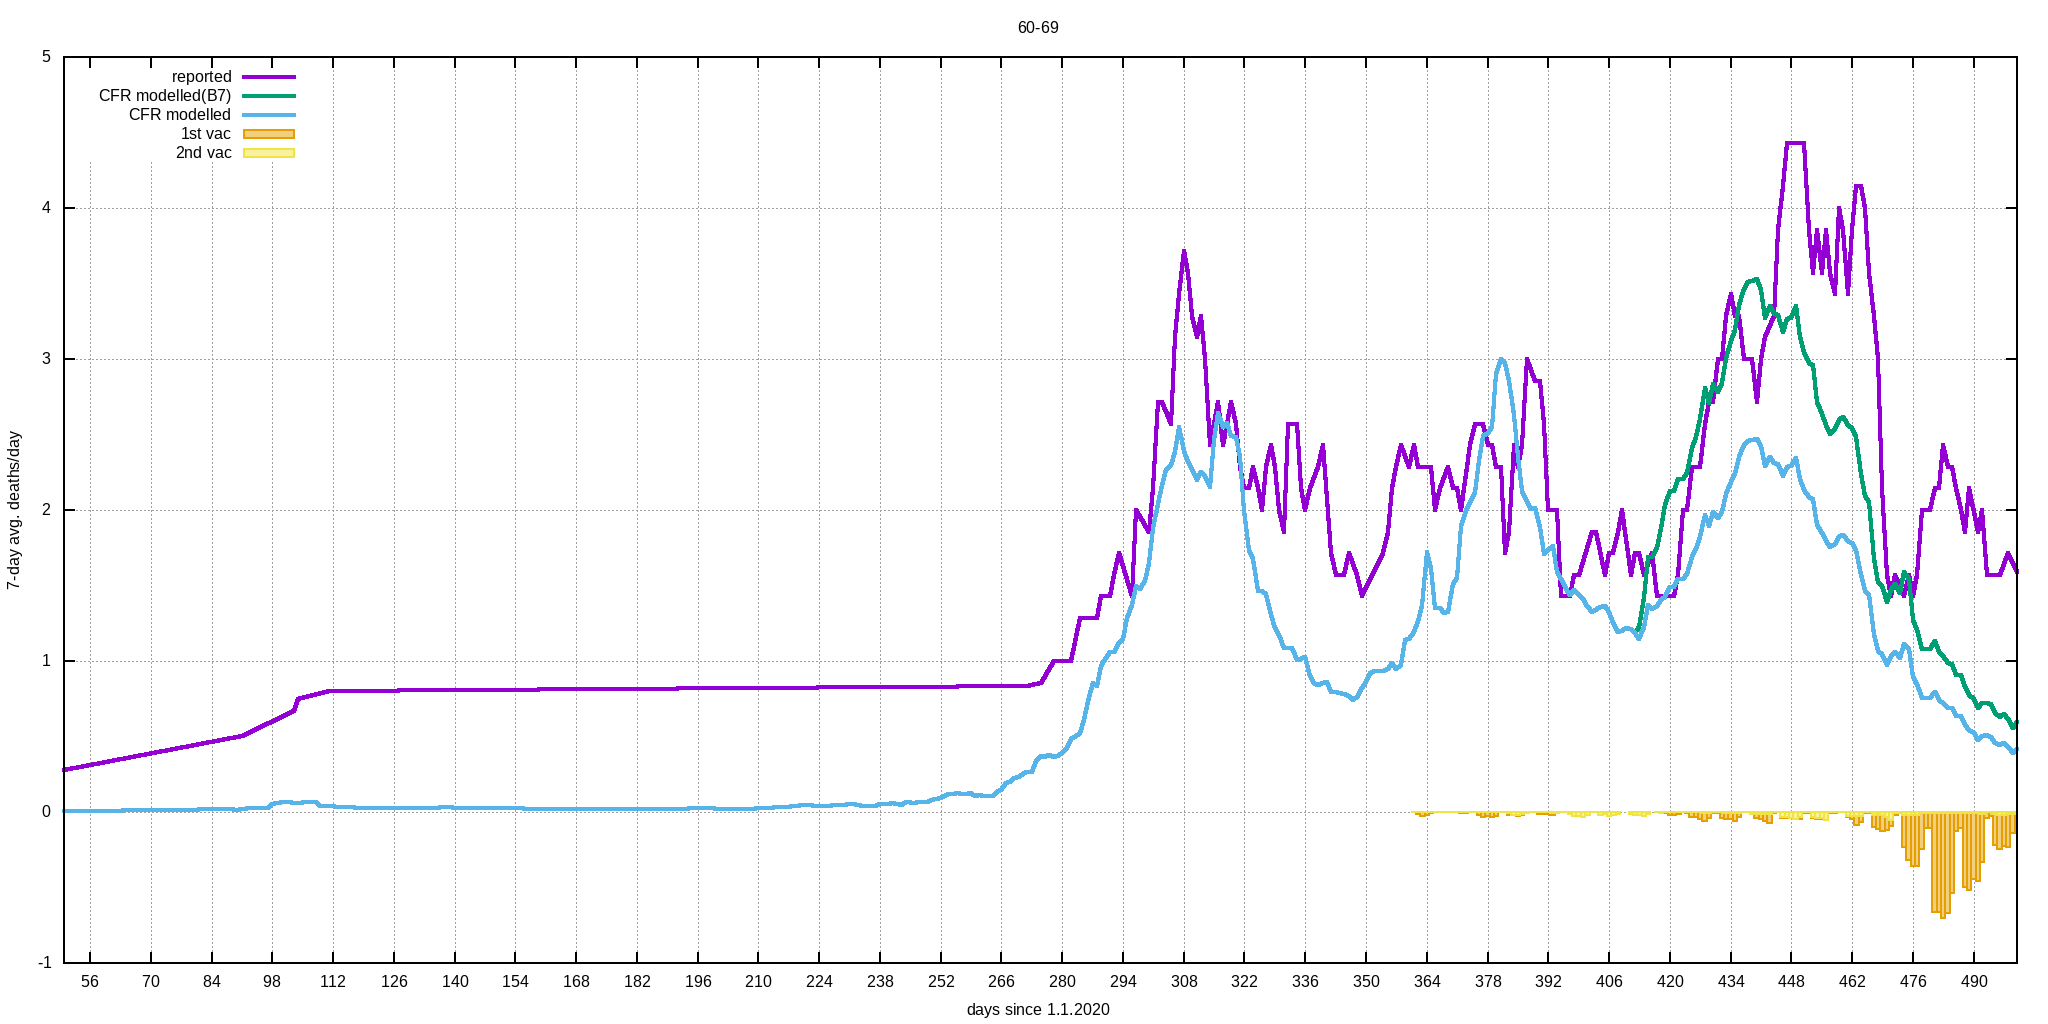 60-69
reported
CFR modelled(B7)
CFR modelled
1st vac
2nd vac
5
4
3
2
1
0
-1
7-day avg. deaths/day
56 70 84 98 112 126 140 154 168 182 196 210 224 238 252 266 280 294 308 322 336 350 364 378 392 406 420 434 448 462 476 490
days since 1.1.2020